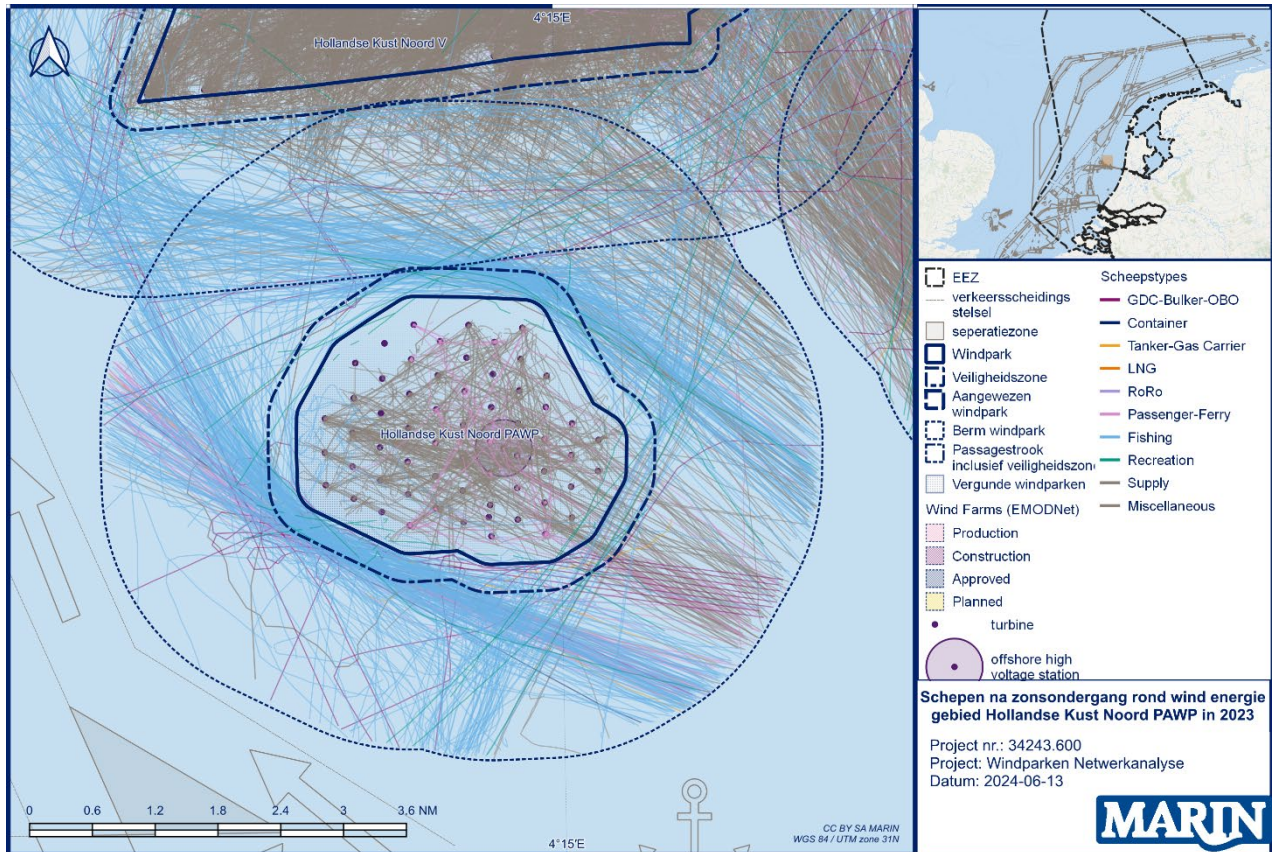 4°15'E
Hollandse Kust Noord V
Hollandse Kust Noord PAWP
0 0.6 1.2 1.8 2.4 3 3.6 NM
4°15'E
CC BY SA MARIN
WGS 84 / UTM zone 31N
EEZ
verkeersscheidings
stelsel
seperatiezone
Windpark
Veiligheidszone
Aangewezen
windpark
Berm windpark
Passagestrook
inclusief veiligheidszon
Vergunde windparken
Wind Farms (EMODNet)
Production
Construction
Approved
Planned
turbine
offshore high
voltage station
Scheepstypes
GDC-Bulker-OBO
Container
Tanker-Gas Carrier
LNG
RoRo
Passenger-Ferry
Fishing
Recreation
Supply
Miscellaneous
Schepen na zonsondergang rond wind energie
gebied Hollandse Kust Noord PAWP in 2023
Project nr.: 34243.600
Project: Windparken Netwerkanalyse
Datum: 2024-06-13
MARIN